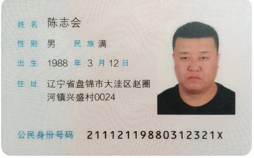 姓名 陈志会
性别 男 民族 满
出生 1988 年 3 月 12 日
住址 辽宁省盘锦市大洼区赵圈
河镇兴盛村0024
公民身份号码 21112119880312321X